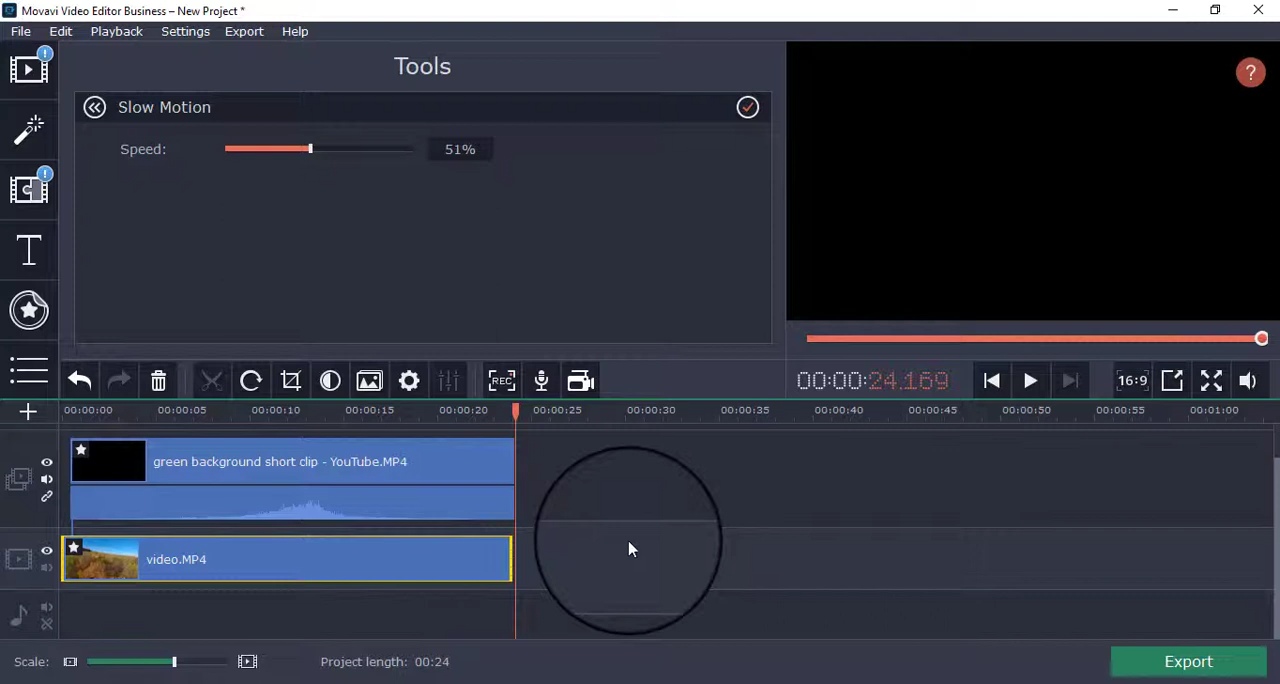 Movavi Video Editor Business – New Project *
File Edit Playback Settings Export Help
Tools
?
Slow Motion
Speed: 51%
REC
00:00:24.169
16:9
00:00:00 00:00:05 00:00:10 00:00:15 00:00:20 00:00:25 00:00:30 00:00:35 00:00:40 00:00:45 00:00:50 00:00:55 00:01:00
green background short clip - YouTube.MP4
video.MP4
Scale: Project length: 00:24 Export